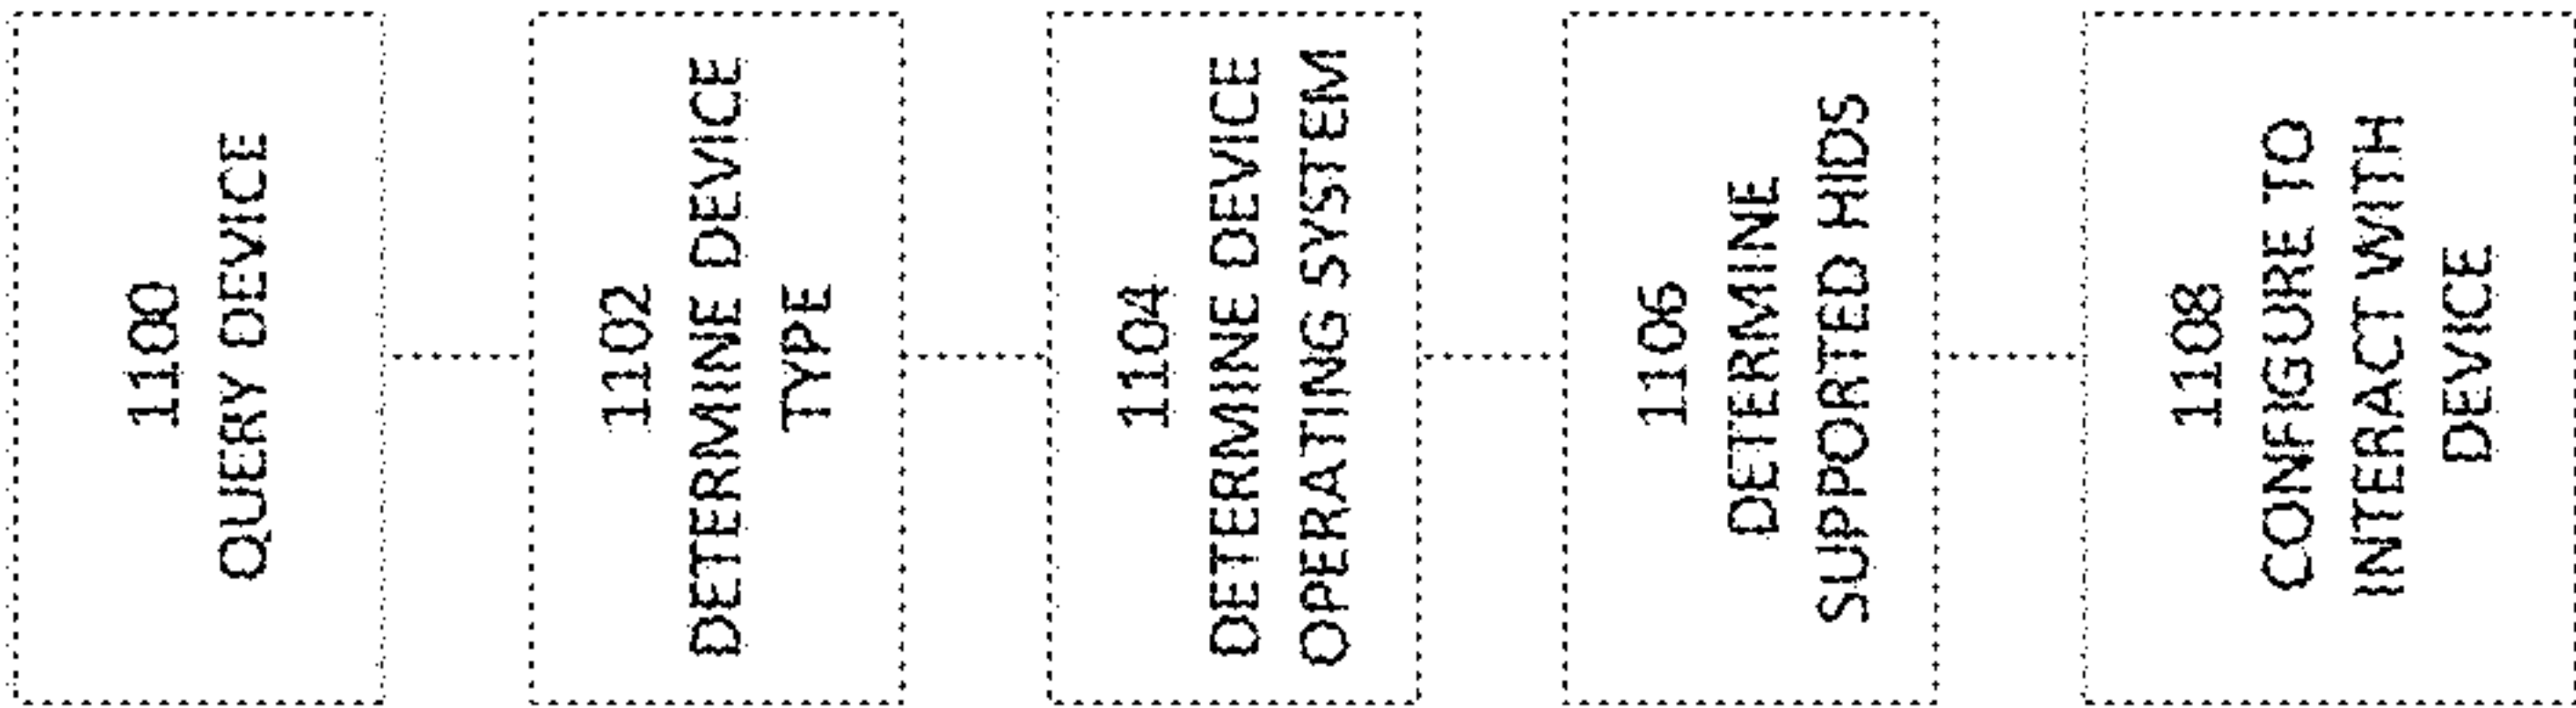 1100
QUERY DEVICE
1102
DETERMINE DEVICE
TYPE
1104
DETERMINE DEVICE
OPERATING SYSTEM
1106
DETERMINE
SUPPORTED HIDS
1108
CONFIGURE TO
INTERACT WITH
DEVICE